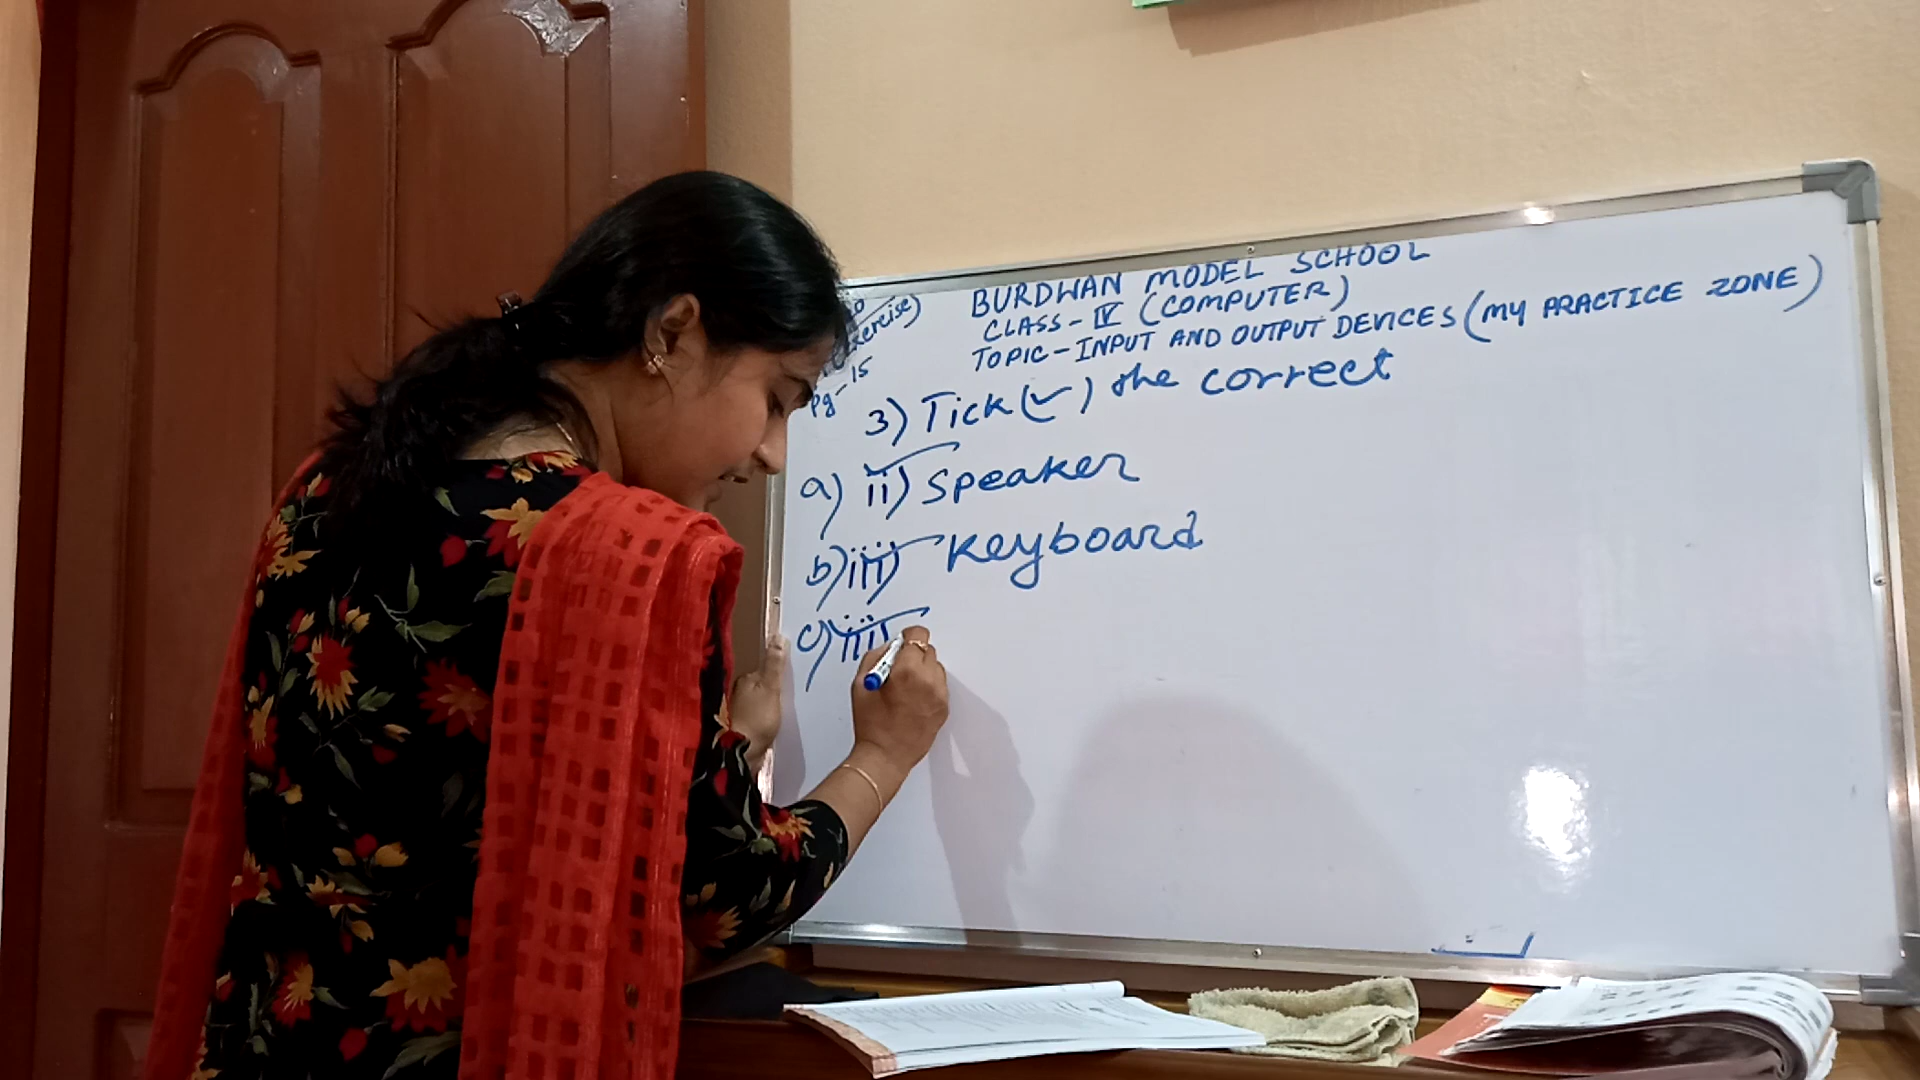 BURDWAN MODEL SCHOOL
CLASS-IV (COMPUTER)
TOPIC-INPUT AND OUTPUT DEVICES (MY PRACTICE ZONE)
pg-15
3) Tick (✓) the correct
a) ii) Speaker
b) iii) Keyboard
c) iii